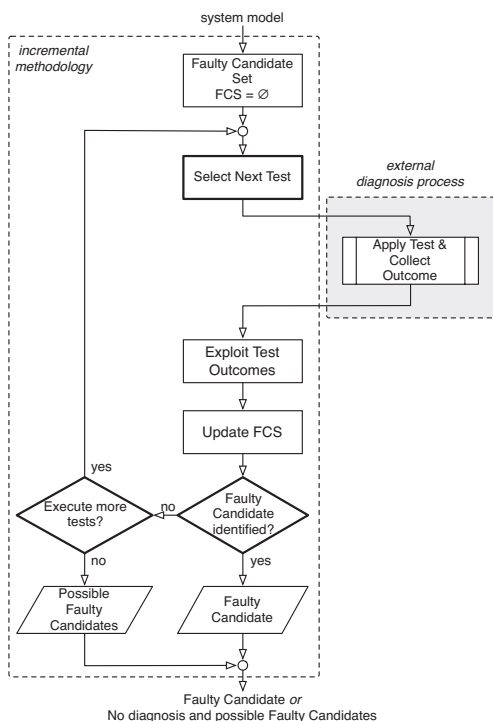 system model
incremental
methodology
Faulty Candidate
Set
FCS = ∅
Select Next Test
external
diagnosis process
Apply Test &
Collect
Outcome
Exploit Test
Outcomes
Update FCS
yes
Execute more
tests?
no
Faulty
Candidate
identified?
no
yes
Possible
Faulty
Candidates
Faulty
Candidate
Faulty Candidate or
No diagnosis and possible Faulty Candidates